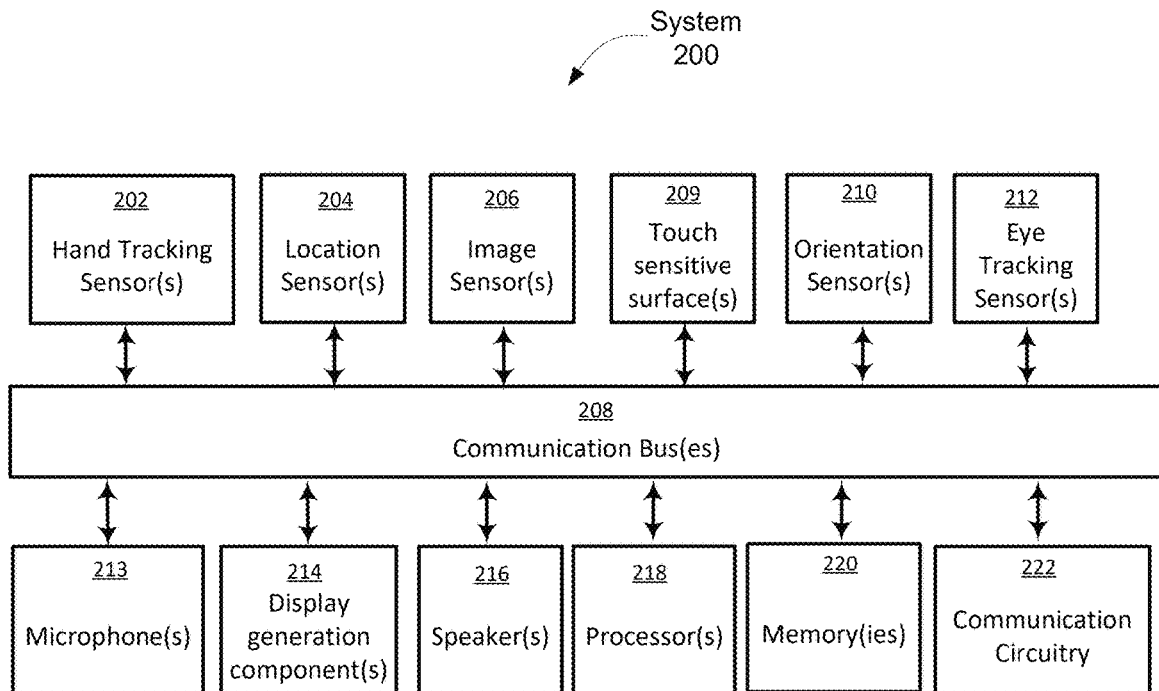 System
200
202
Hand Tracking
Sensor(s)
204
Location
Sensor(s)
206
Image
Sensor(s)
209
Touch
sensitive
surface(s)
210
Orientation
Sensor(s)
212
Eye
Tracking
Sensor(s)
208
Communication Bus(es)
213
Microphone(s)
214
Display
generation
component(s)
216
Speaker(s)
218
Processor(s)
220
Memory(ies)
222
Communication
Circuitry